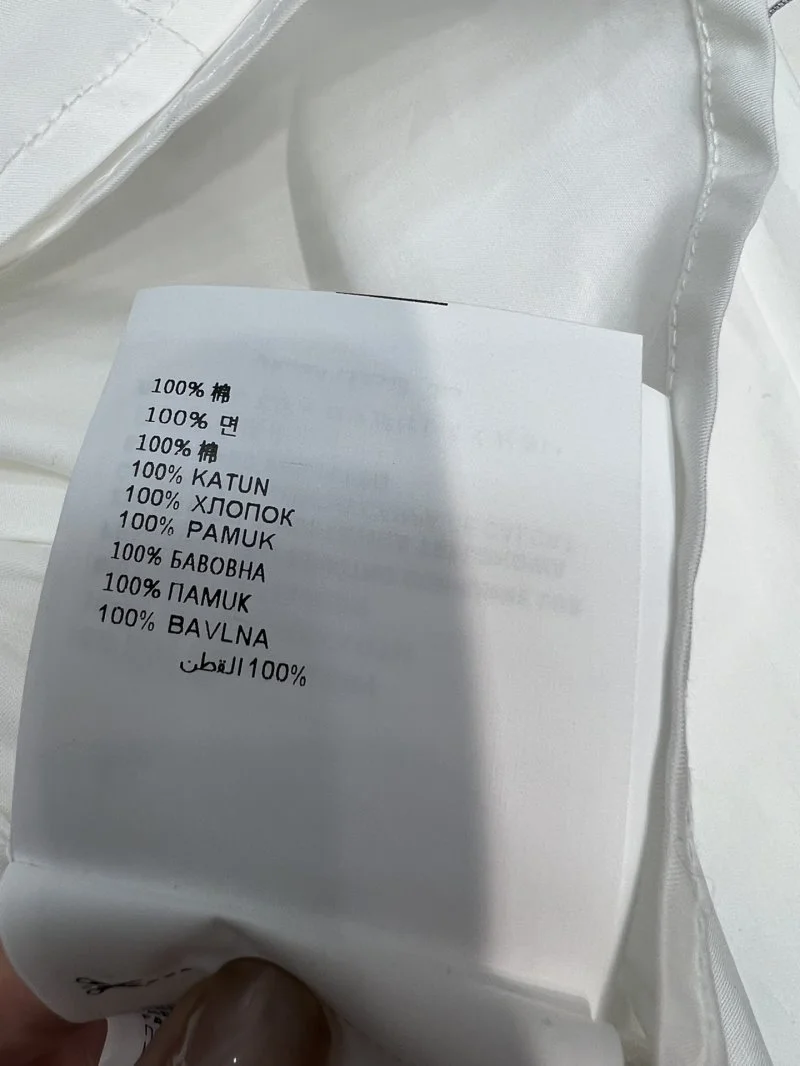 100% 棉
100% 면
100% 棉
100% KATUN
100% ХЛОПОК
100% PAMUK
100% БАВОВНА
100% ПАМUK
100% BAVLNA
100% القطن